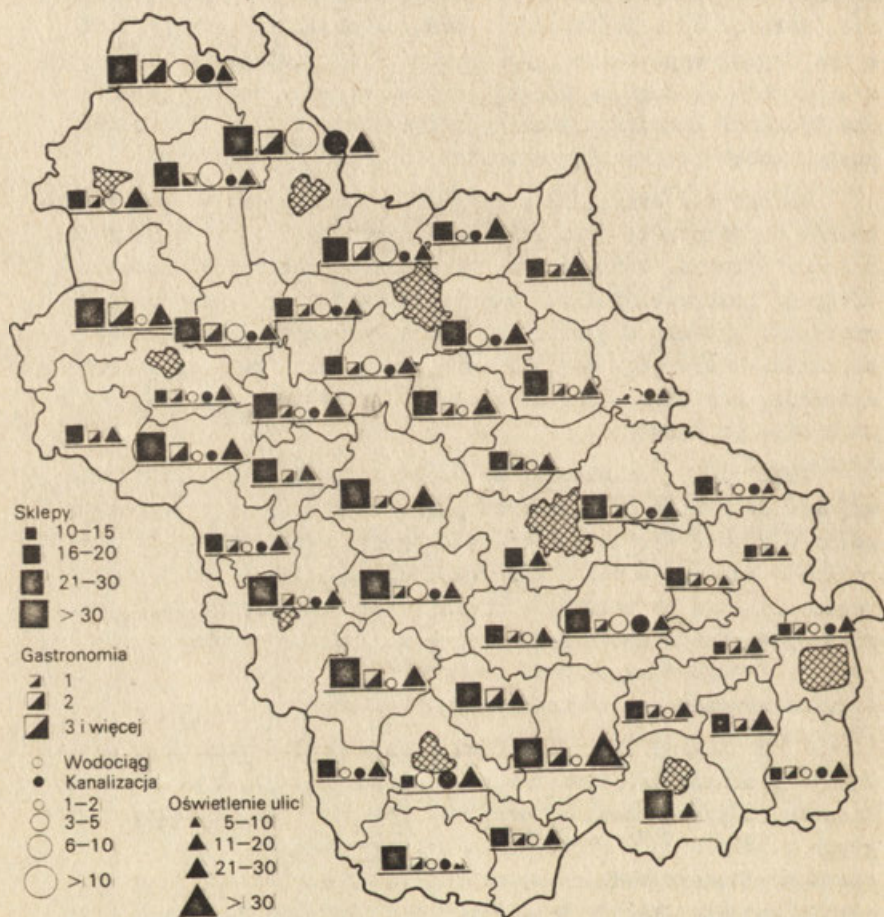 Sklepy
10–15
16–20
21–30
> 30
Gastronomia
1
2
3 i więcej
Wodociąg
Kanalizacja
1–2
3–5
6–10
> 10
Oświetlenie ulic
5–10
11–20
21–30
> 30